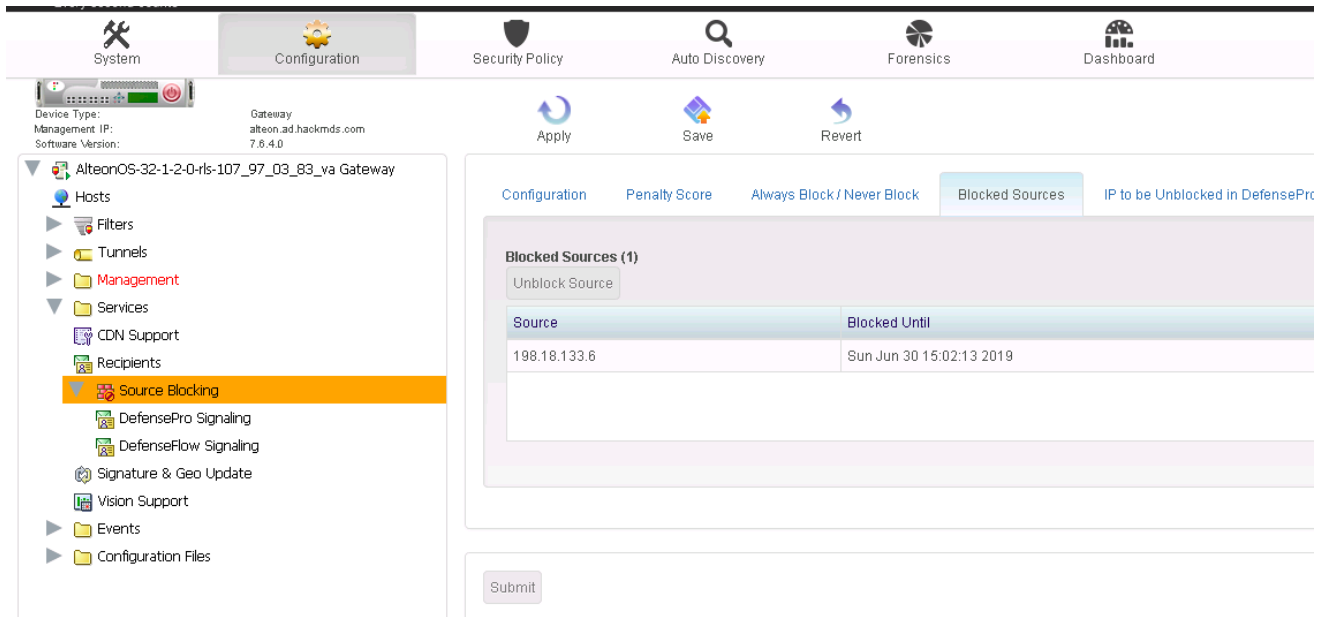 System Configuration Security Policy Auto Discovery Forensics Dashboard
Device Type: Gateway
Management IP: alteon.ad.hackmds.com
Software Version: 7.6.4.0
Apply Save Revert
AlteonOS-32-1-2-0-rls-107_97_03_83_va Gateway
Hosts
Filters
Tunnels
Management
Services
CDN Support
Recipients
Source Blocking
DefensePro Signaling
DefenseFlow Signaling
Signature & Geo Update
Vision Support
Events
Configuration Files
Configuration Penalty Score Always Block / Never Block Blocked Sources IP to be Unblocked in DefensePro
Blocked Sources (1)
Unblock Source
Source Blocked Until
198.18.133.6 Sun Jun 30 15:02:13 2019
Submit